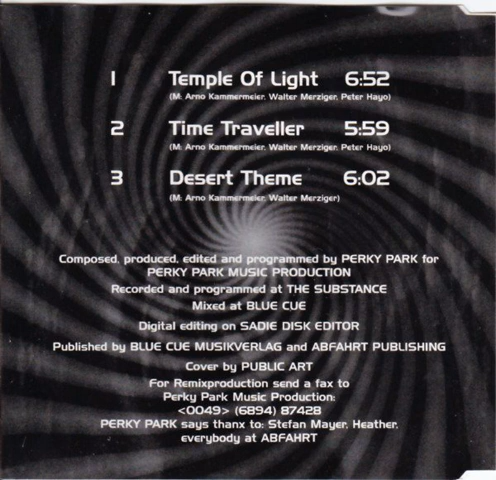 1 Temple Of Light 6:52
(M: Arno Kammermeier, Walter Merziger, Peter Hayo)
2 Time Traveller 5:59
(M: Arno Kammermeier, Walter Merziger, Peter Hayo)
3 Desert Theme 6:02
(M: Arno Kammermeier, Walter Merziger)
Composed, produced, edited and programmed by PERKY PARK for
PERKY PARK MUSIC PRODUCTION
Recorded and programmed at THE SUBSTANCE
Mixed at BLUE CUE
Digital editing on SADIE DISK EDITOR
Published by BLUE CUE MUSIKVERLAG and ABFAHRT PUBLISHING
Cover by PUBLIC ART
For Remixproduction send a fax to
Perky Park Music Production:
<0049> (6894) 87428
PERKY PARK says thanx to: Stefan Mayer, Heather,
everybody at ABFAHRT